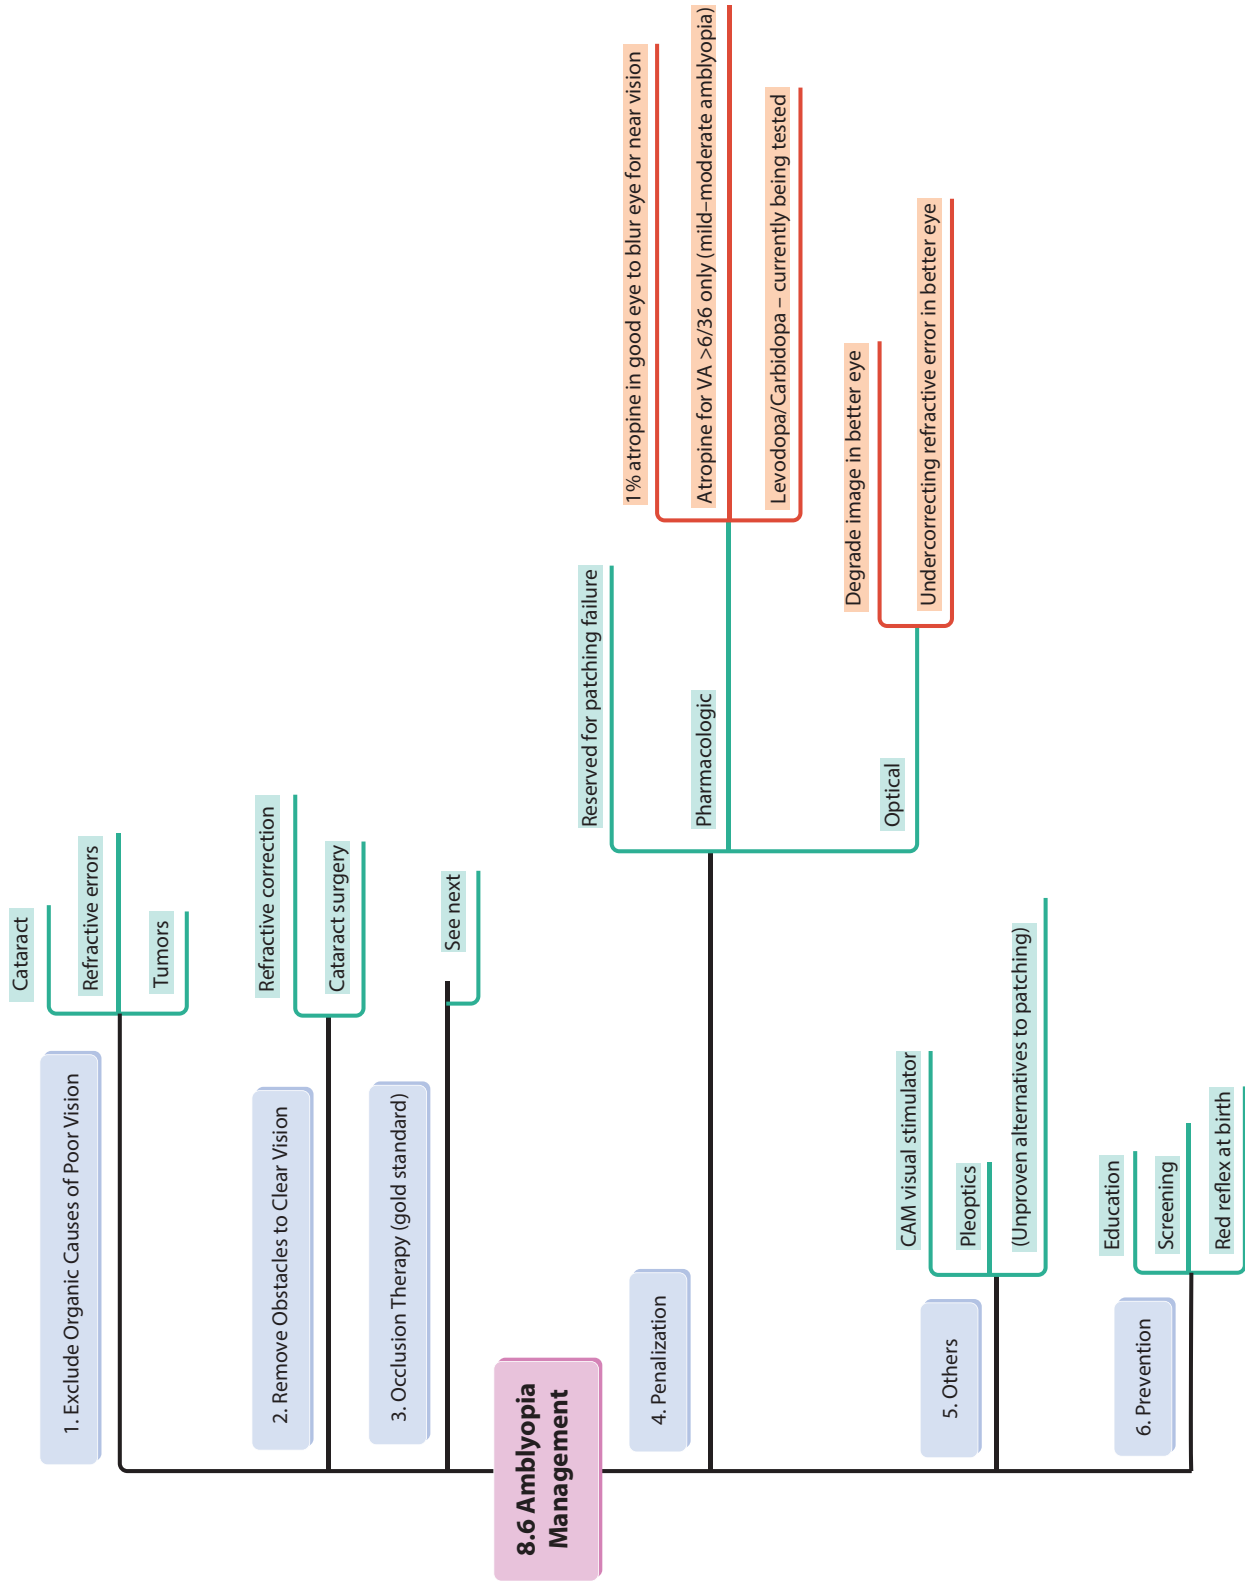 8.6 Amblyopia
Management
1. Exclude Organic Causes of Poor Vision
Cataract
Refractive errors
Tumors
2. Remove Obstacles to Clear Vision
Refractive correction
Cataract surgery
3. Occlusion Therapy (gold standard)
See next
4. Penalization
Reserved for patching failure
Pharmacologic
1% atropine in good eye to blur eye for near vision
Atropine for VA >6/36 only (mild–moderate amblyopia)
Levodopa/Carbidopa – currently being tested
Optical
Degrade image in better eye
Undercorrecting refractive error in better eye
5. Others
CAM visual stimulator
Pleoptics
(Unproven alternatives to patching)
6. Prevention
Education
Screening
Red reflex at birth